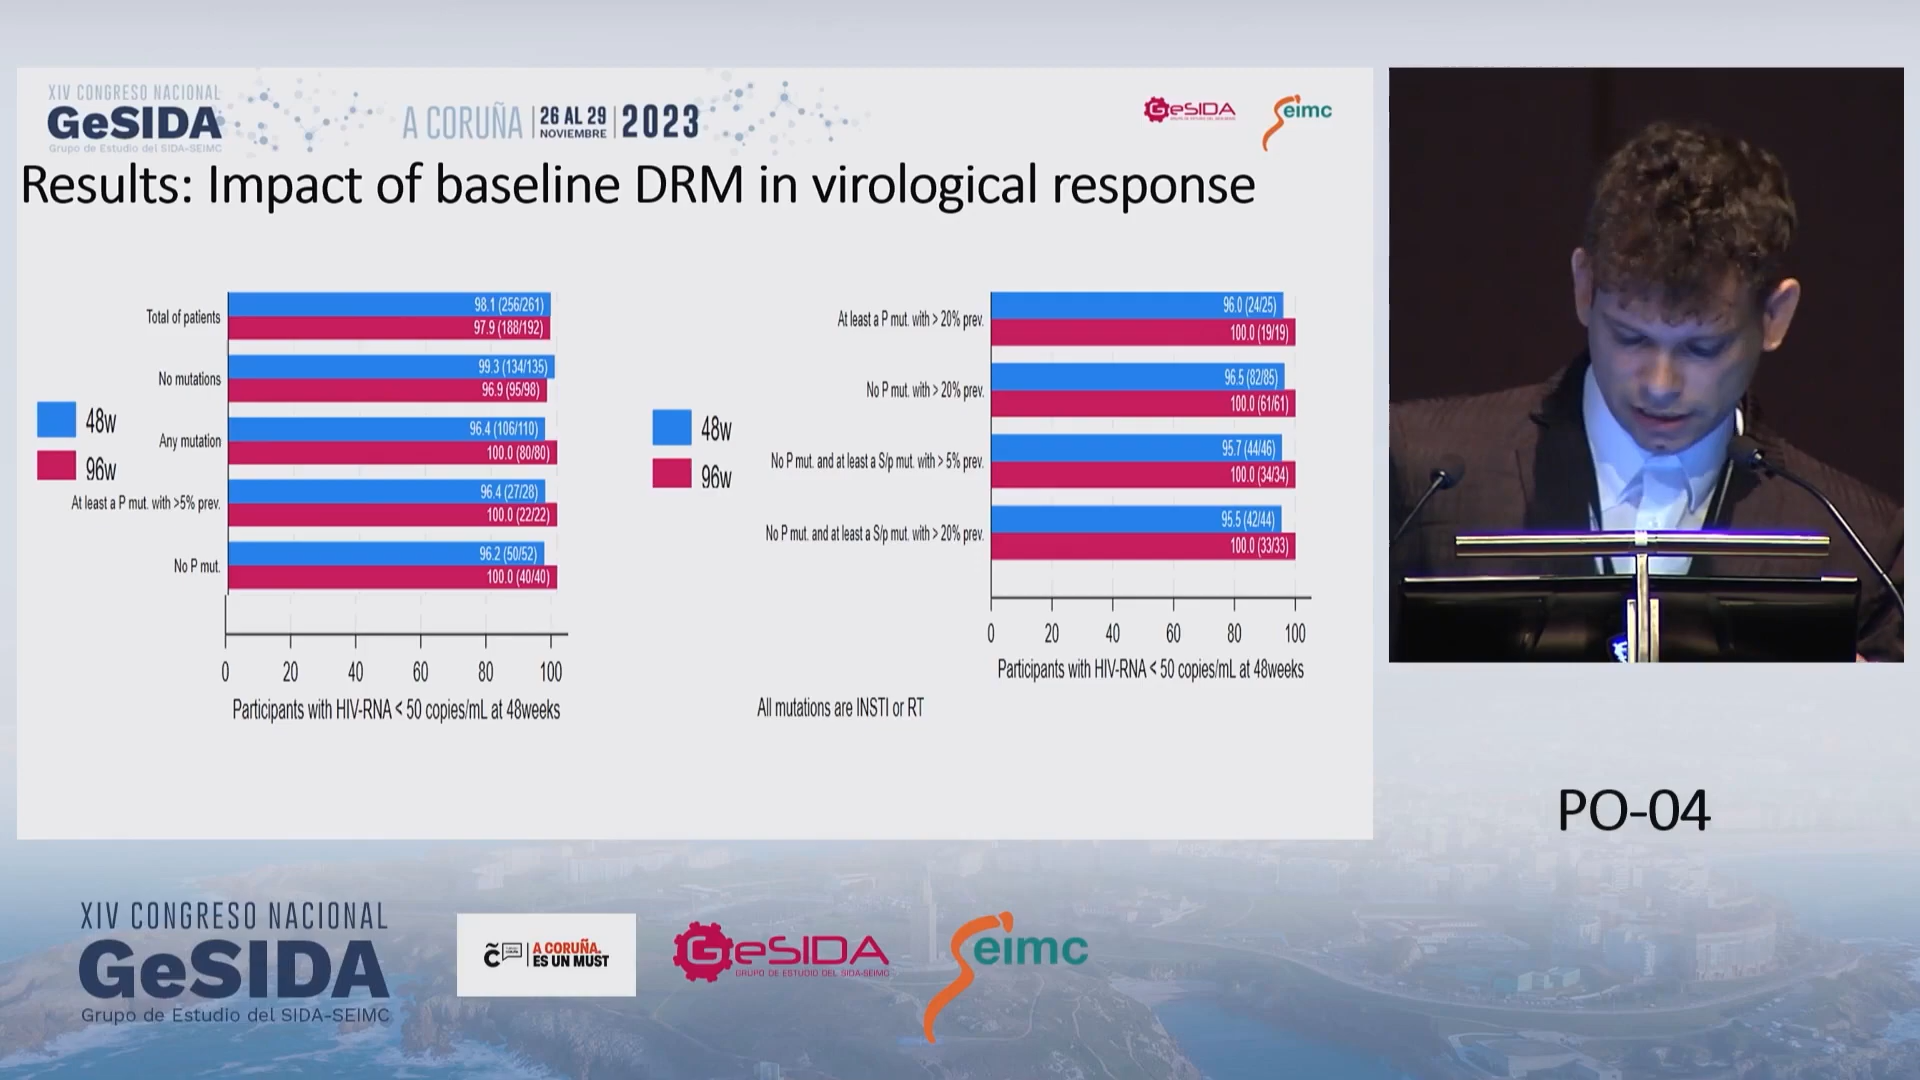 XIV CONGRESO NACIONAL
GeSIDA
Grupo de Estudio del SIDA-SEIMC
A CORUÑA
26 AL 29
NOVIEMBRE
2023
GeSIDA
Seimc
Results: Impact of baseline DRM in virological response
48w
96w
Total of patients
98.1 (256/261)
97.9 (188/192)
No mutations
99.3 (134/135)
96.9 (95/98)
Any mutation
96.4 (106/110)
100.0 (80/80)
At least a P mut. with >5% prev.
96.4 (27/28)
100.0 (22/22)
No P mut.
96.2 (50/52)
100.0 (40/40)
0 20 40 60 80 100
Participants with HIV-RNA < 50 copies/mL at 48weeks
48w
96w
At least a P mut. with > 20% prev.
96.0 (24/25)
100.0 (19/19)
No P mut. with > 20% prev.
96.5 (82/85)
100.0 (61/61)
No P mut. and at least a S/p mut. with > 5% prev.
95.7 (44/46)
100.0 (34/34)
No P mut. and at least a S/p mut. with > 20% prev.
95.5 (42/44)
100.0 (33/33)
0 20 40 60 80 100
Participants with HIV-RNA < 50 copies/mL at 48weeks
All mutations are INSTI or RT
PO-04
XIV CONGRESO NACIONAL
GeSIDA
Grupo de Estudio del SIDA-SEIMC
A CORUÑA.
ES UN MUST
GeSIDA
GRUPO DE ESTUDIO DEL SIDA-SEIMC
Seimc